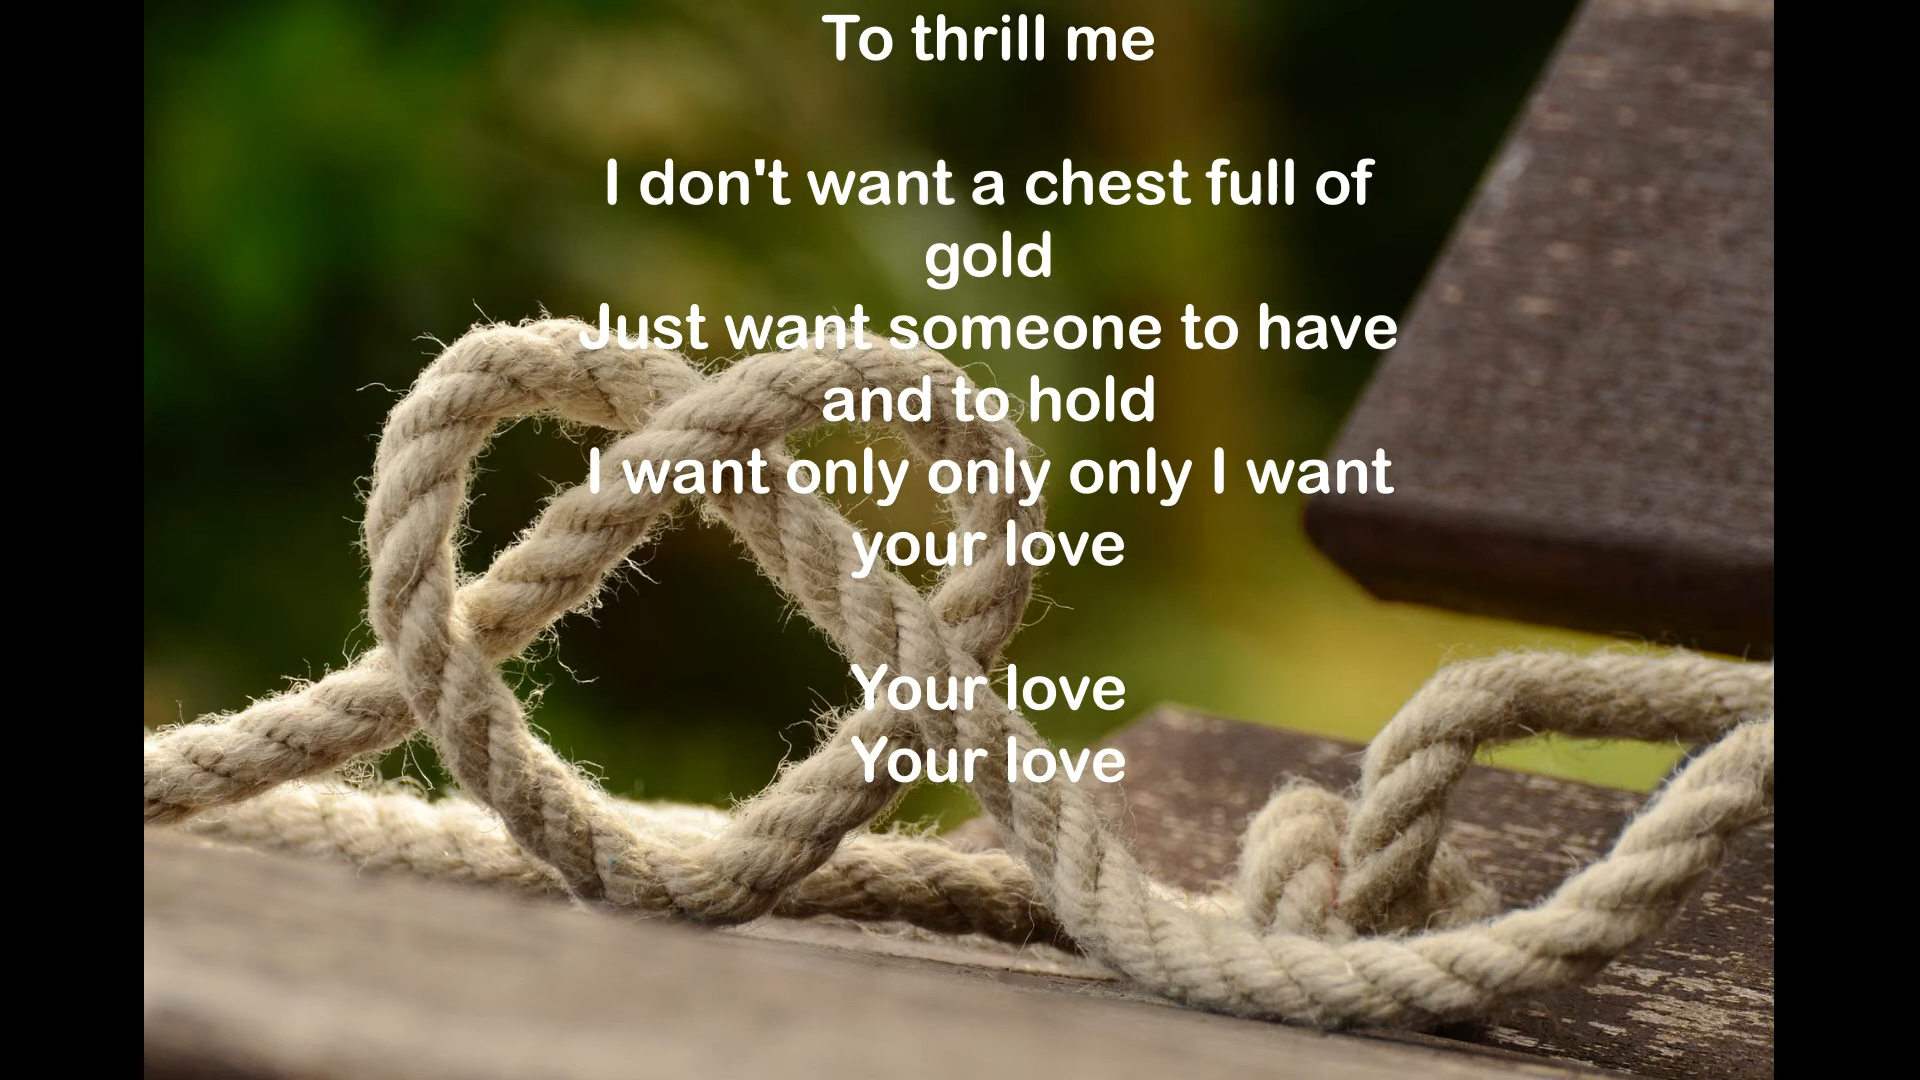 To thrill me
I don't want a chest full of
gold
Just want someone to have
and to hold
I want only only only I want
your love
Your love
Your love